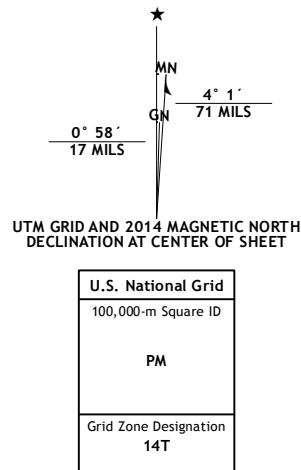 MN
4° 1´
71 MILS
GN
0° 58´
17 MILS
UTM GRID AND 2014 MAGNETIC NORTH
DECLINATION AT CENTER OF SHEET
U.S. National Grid
100,000-m Square ID
PM
Grid Zone Designation
14T